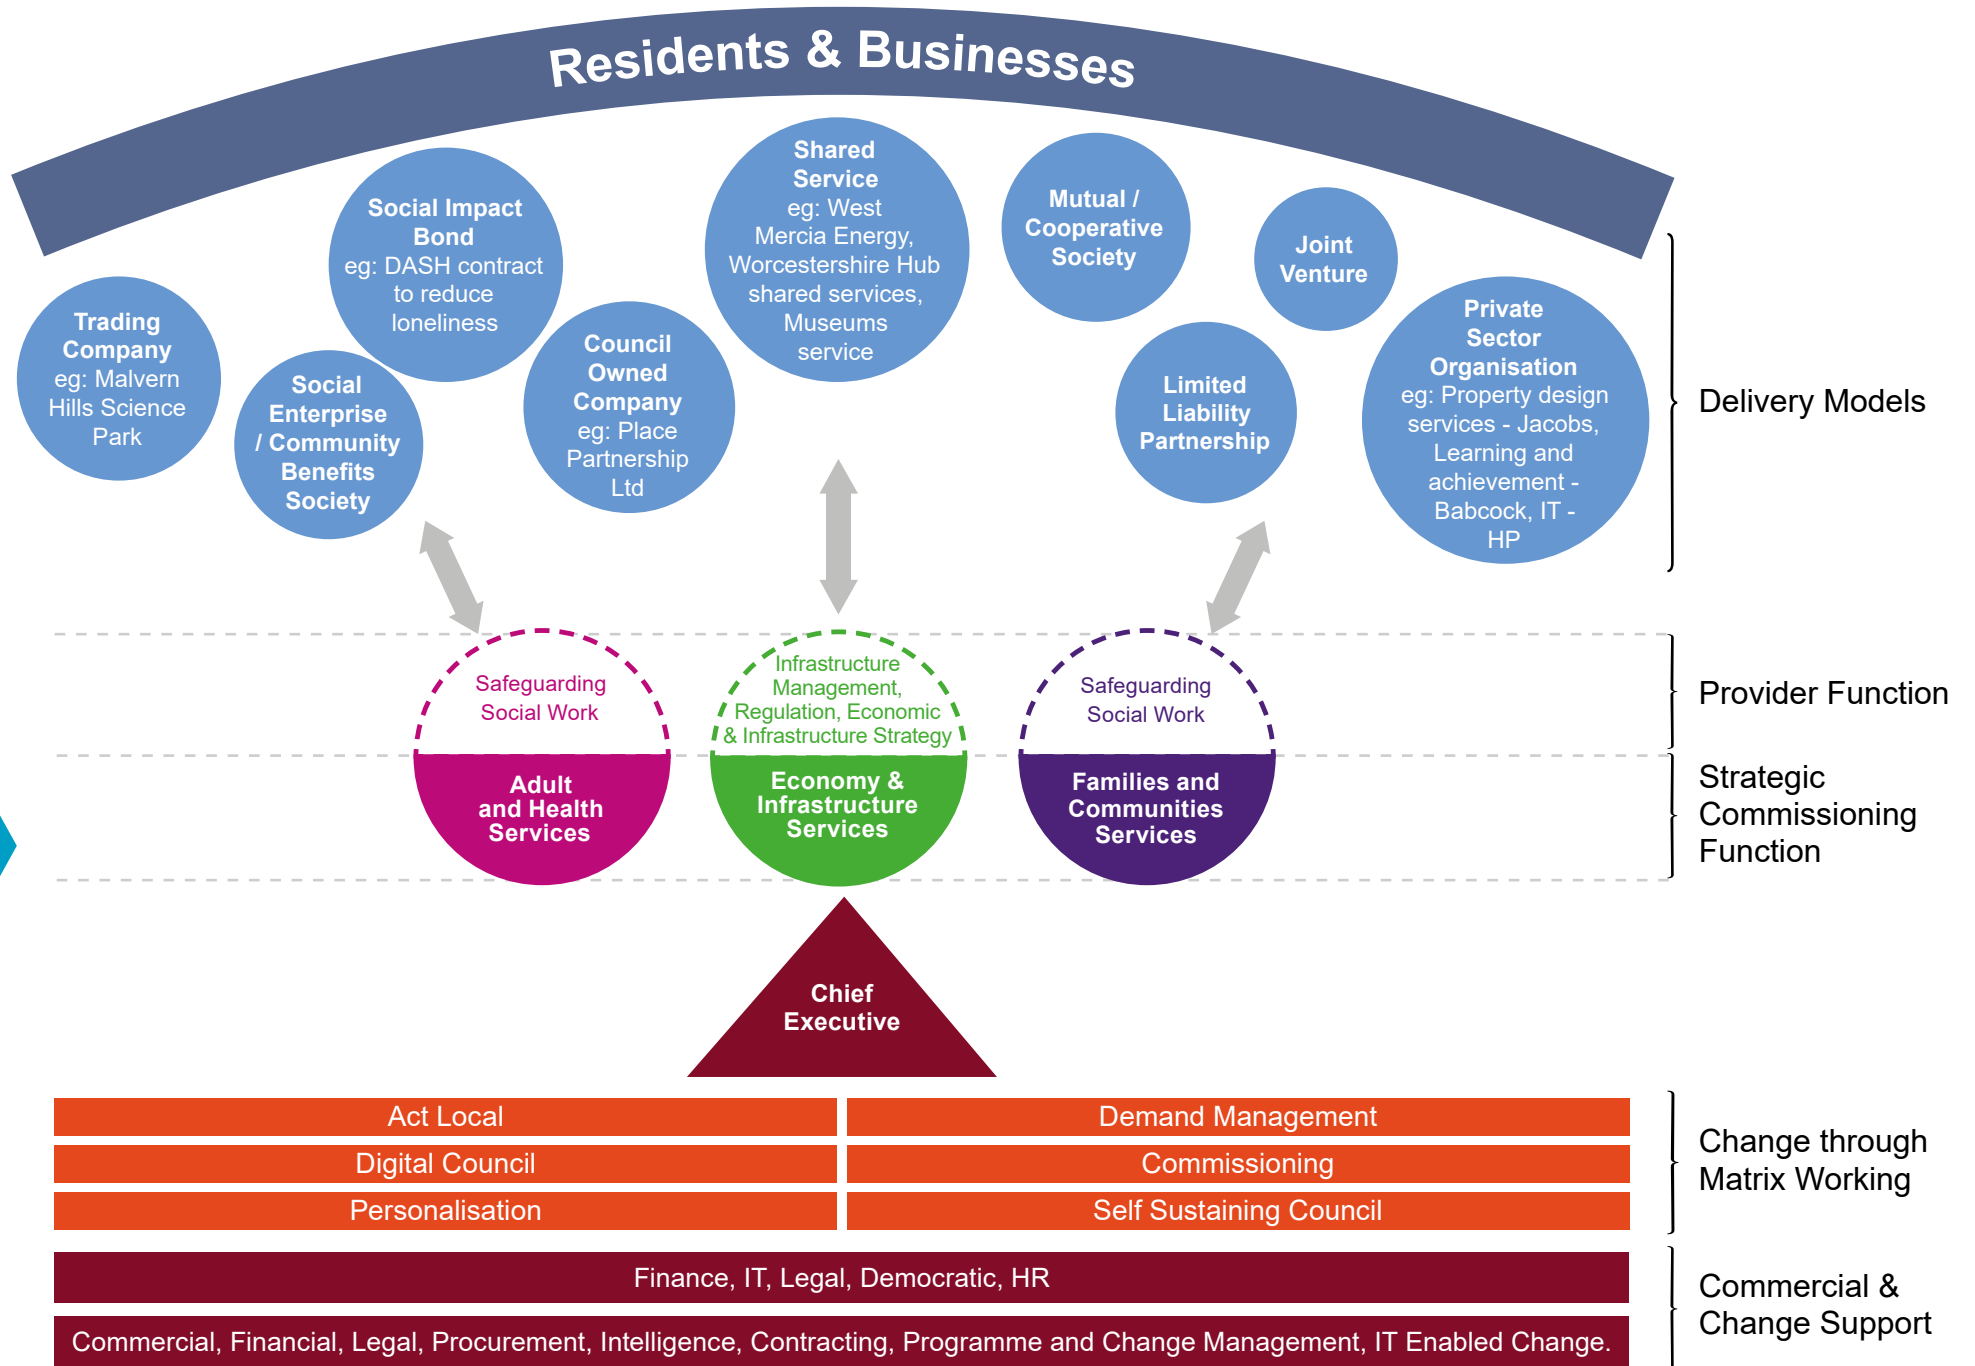 Residents & Businesses
Trading
Company
eg: Malvern
Hills Science
Park
Social
Enterprise
/ Community
Benefits
Society
Social Impact
Bond
eg: DASH contract
to reduce
loneliness
Council
Owned
Company
eg: Place
Partnership
Ltd
Shared
Service
eg: West
Mercia Energy,
Worcestershire Hub
shared services,
Museums
service
Mutual /
Cooperative
Society
Limited
Liability
Partnership
Joint
Venture
Private
Sector
Organisation
eg: Property design
services - Jacobs,
Learning and
achievement -
Babcock, IT -
HP
Delivery Models
Safeguarding
Social Work
Infrastructure
Management,
Regulation, Economic
& Infrastructure Strategy
Safeguarding
Social Work
Provider Function
Adult
and Health
Services
Economy &
Infrastructure
Services
Families and
Communities
Services
Strategic
Commissioning
Function
Chief
Executive
Act Local
Demand Management
Digital Council
Commissioning
Personalisation
Self Sustaining Council
Change through
Matrix Working
Finance, IT, Legal, Democratic, HR
Commercial, Financial, Legal, Procurement, Intelligence, Contracting, Programme and Change Management, IT Enabled Change.
Commercial &
Change Support